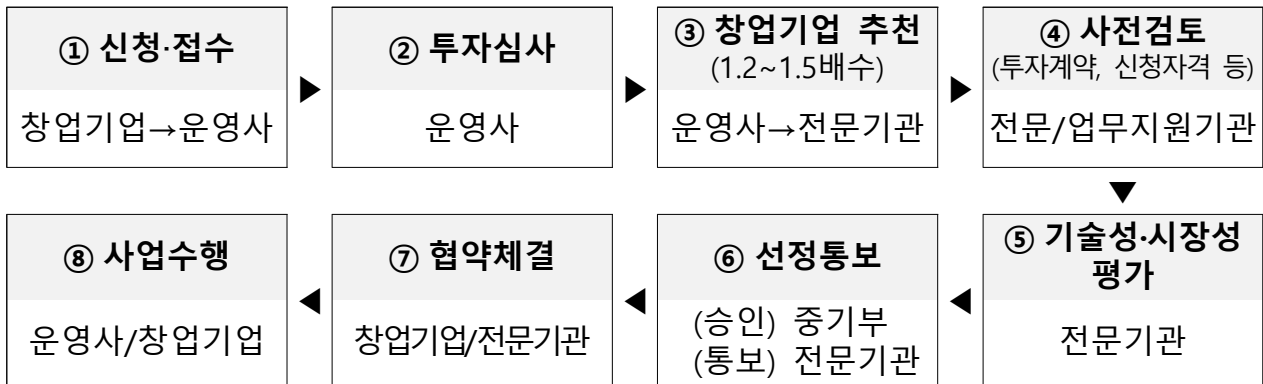 ① 신청·접수
창업기업→운영사
② 투자심사
운영사
③ 창업기업 추천
(1.2~1.5배수)
운영사→전문기관
④ 사전검토
(투자계약, 신청자격 등)
전문/업무지원기관
⑤ 기술성·시장성
평가
전문기관
⑥ 선정통보
(승인) 중기부
(통보) 전문기관
⑦ 협약체결
창업기업/전문기관
⑧ 사업수행
운영사/창업기업